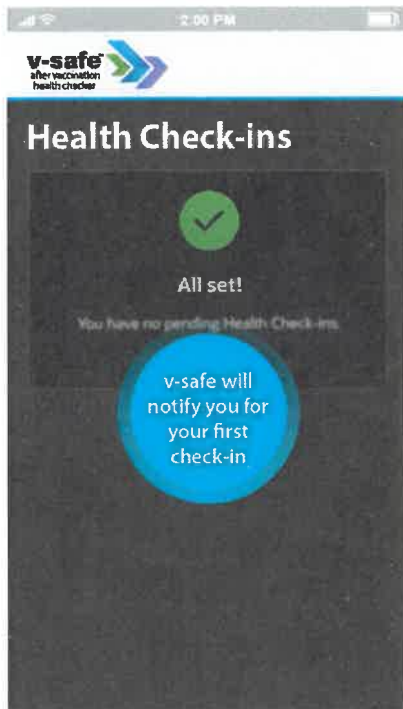 2:00 PM
v-safe℠
after vaccination
health checker
Health Check-ins
All set!
You have no pending Health Check-ins.
v-safe will
notify you for
your first
check-in